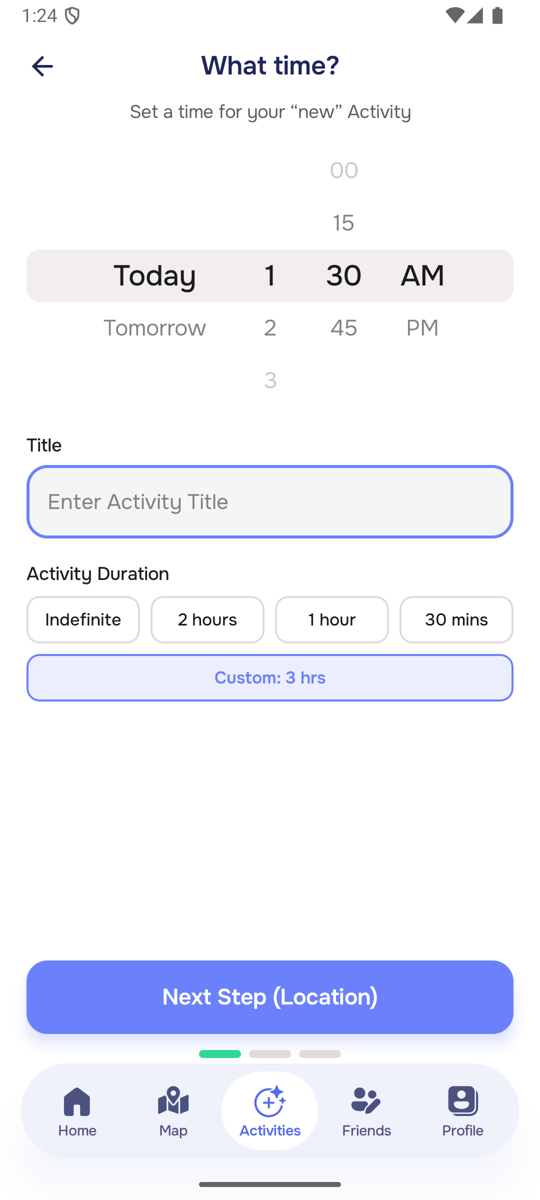 1:24
What time?
Set a time for your “new” Activity
00
15
Today 1 30 AM
Tomorrow 2 45 PM
3
Title
Enter Activity Title
Activity Duration
Indefinite 2 hours 1 hour 30 mins
Custom: 3 hrs
Next Step (Location)
Home Map Activities Friends Profile